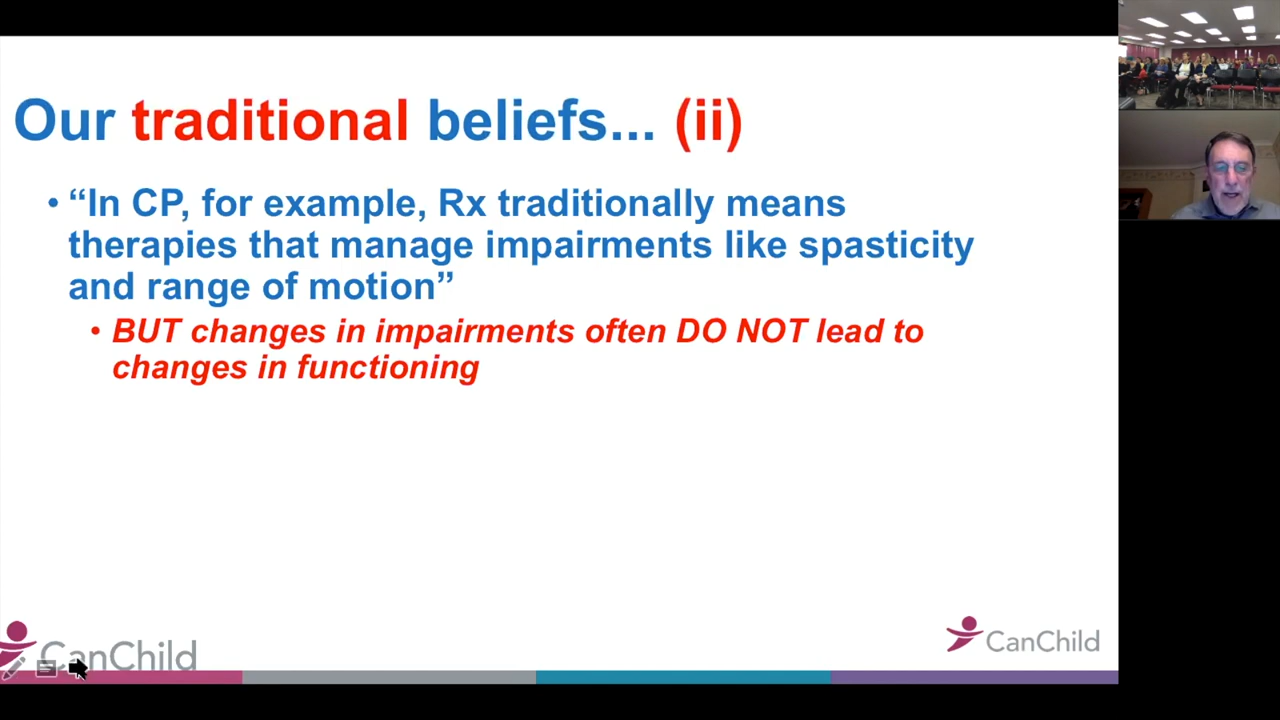 Our traditional beliefs... (ii)
• “In CP, for example, Rx traditionally means
therapies that manage impairments like spasticity
and range of motion”
• BUT changes in impairments often DO NOT lead to
changes in functioning
CanChild
CanChild